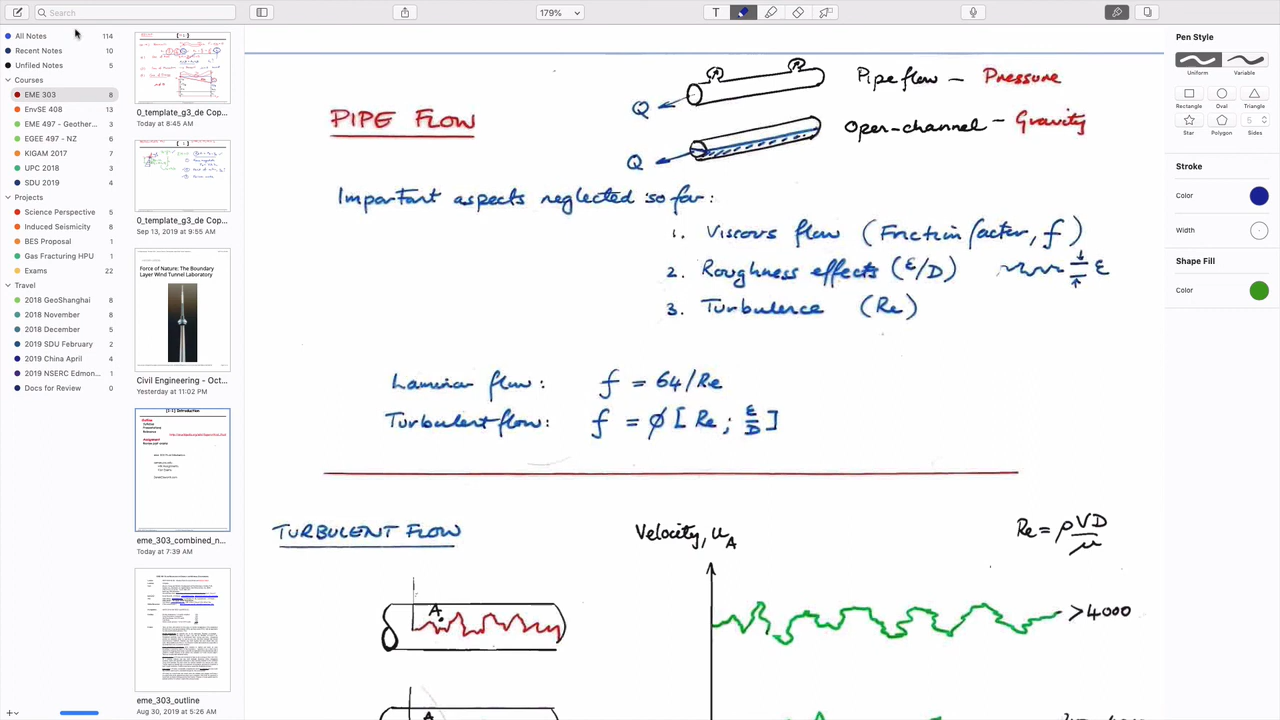 Search
179%
T
All Notes 114
Recent Notes 10
Unfiled Notes 5
Courses
EME 303 8
EnvSE 408 13
EME 497 - Geother... 3
EGEE 497 - NZ 6
KIGAM 2017 7
UPC 2018 3
SDU 2019 4
Projects
Science Perspective 5
Induced Seismicity 8
BES Proposal 1
Gas Fracturing HPU 1
Exams 22
Travel
2018 GeoShanghai 8
2018 November 8
2018 December 5
2019 SDU February 2
2019 China April 4
2019 NSERC Edmon... 1
Docs for Review 0
0_template_g3_de Cop...
Today at 8:45 AM
0_template_g3_de Cop...
Sep 13, 2019 at 9:55 AM
Force of Nature: The Boundary
Layer Wind Tunnel Laboratory
Civil Engineering - Oct...
Yesterday at 11:02 PM
[1:1] Introduction
eme_303_combined_n...
Today at 7:39 AM
eme_303_outline
Aug 30, 2019 at 5:26 AM
PIPE FLOW
P P
Q
Pipe flow - Pressure
Q
Open-channel - Gravity
Important aspects neglected so far:
1. Viscous flow (Friction factor, f)
2. Roughness effects (ε/D) ε
3. Turbulence (Re)
Laminar flow: f = 64/Re
Turbulent flow: f = ϕ [Re ; ε/D]
TURBULENT FLOW
Velocity, uA
Re = ρVD/μ
A
>4000
A
Pen Style
Uniform Variable
Rectangle Oval Triangle
Star Polygon 5 Sides
Stroke
Color
Width
Shape Fill
Color